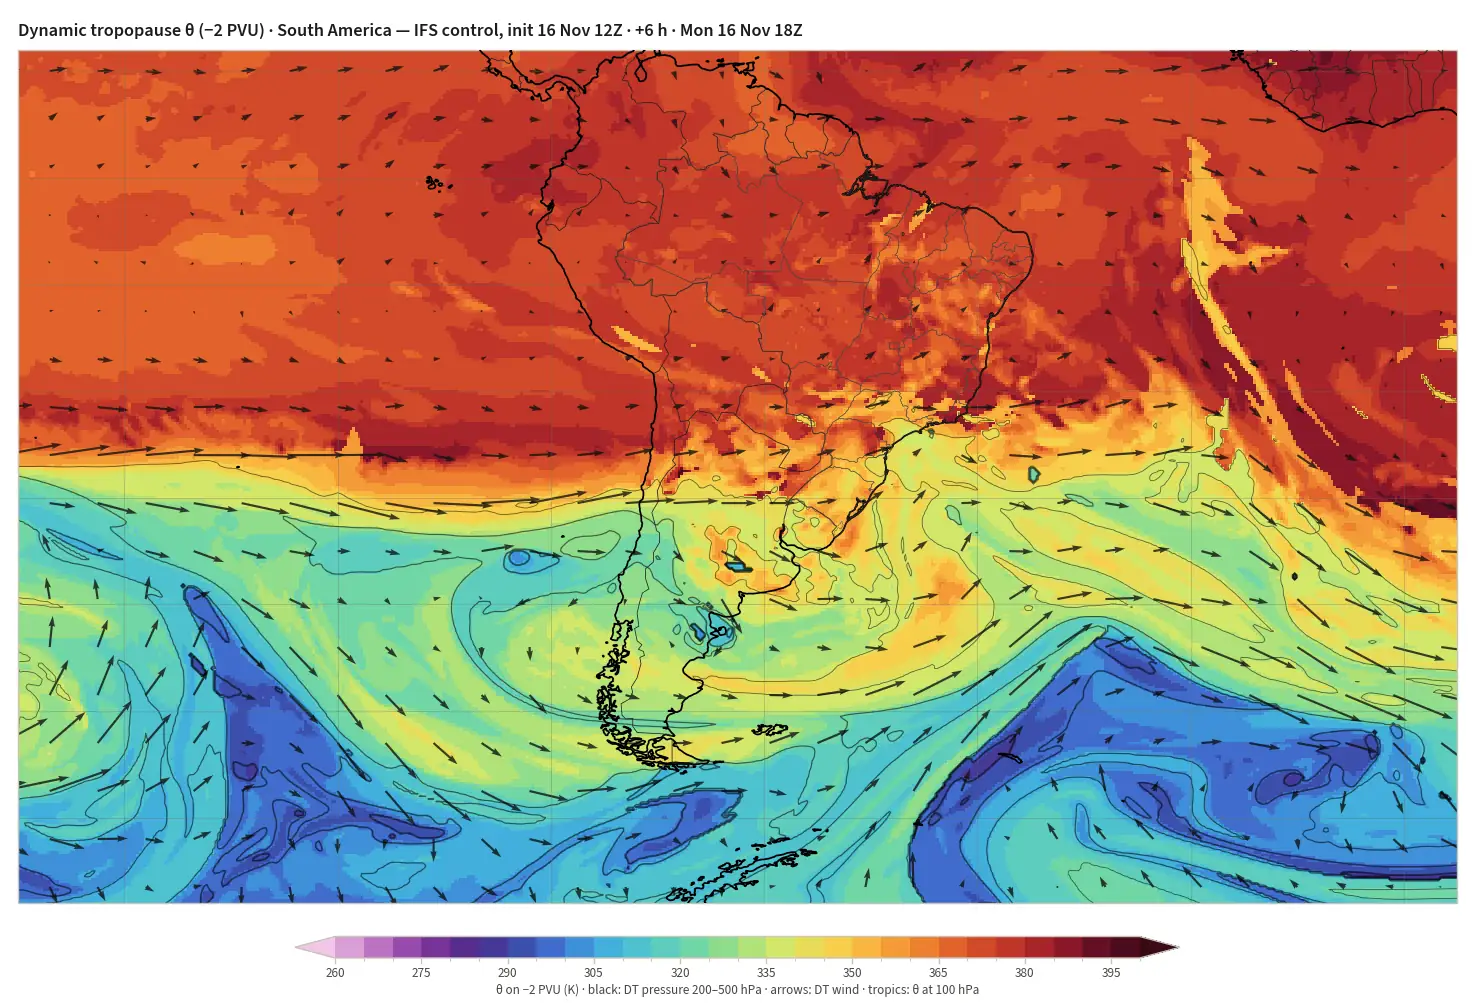 Dynamic tropopause θ (−2 PVU) · South America — IFS control, init 16 Nov 12Z · +6 h · Mon 16 Nov 18Z
260 275 290 305 320 335 350 365 380 395
θ on −2 PVU (K) · black: DT pressure 200–500 hPa · arrows: DT wind · tropics: θ at 100 hPa